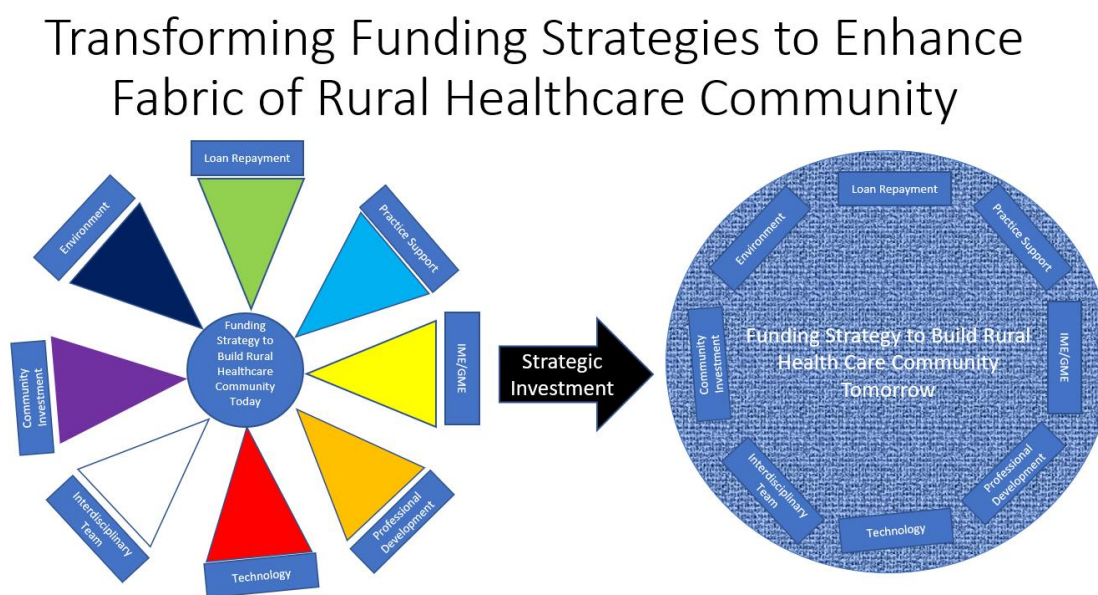 Transforming Funding Strategies to Enhance
Fabric of Rural Healthcare Community
Loan Repayment
Practice Support
IME/GME
Professional
Development
Technology
Interdisciplinary
Team
Community
Investment
Environment
Funding
Strategy to
Build Rural
Healthcare
Community
Today
Strategic
Investment
Loan Repayment
Practice Support
IME/GME
Professional
Development
Technology
Interdisciplinary
Team
Community
Investment
Environment
Funding Strategy to Build Rural
Health Care Community
Tomorrow